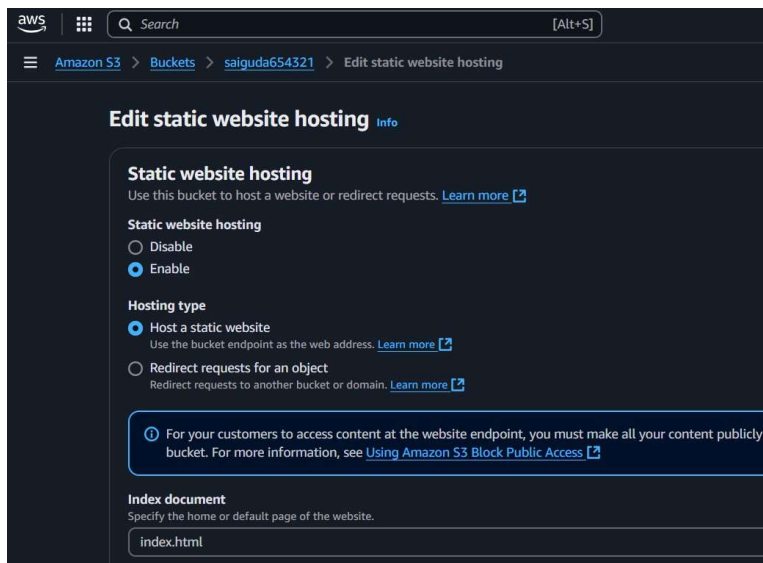 aws
Search [Alt+S]
Amazon S3 > Buckets > saiguda654321 > Edit static website hosting
Edit static website hosting Info
Static website hosting
Use this bucket to host a website or redirect requests. Learn more
Static website hosting
Disable
Enable
Hosting type
Host a static website
Use the bucket endpoint as the web address. Learn more
Redirect requests for an object
Redirect requests to another bucket or domain. Learn more
For your customers to access content at the website endpoint, you must make all your content publicly
bucket. For more information, see Using Amazon S3 Block Public Access
Index document
Specify the home or default page of the website.
index.html